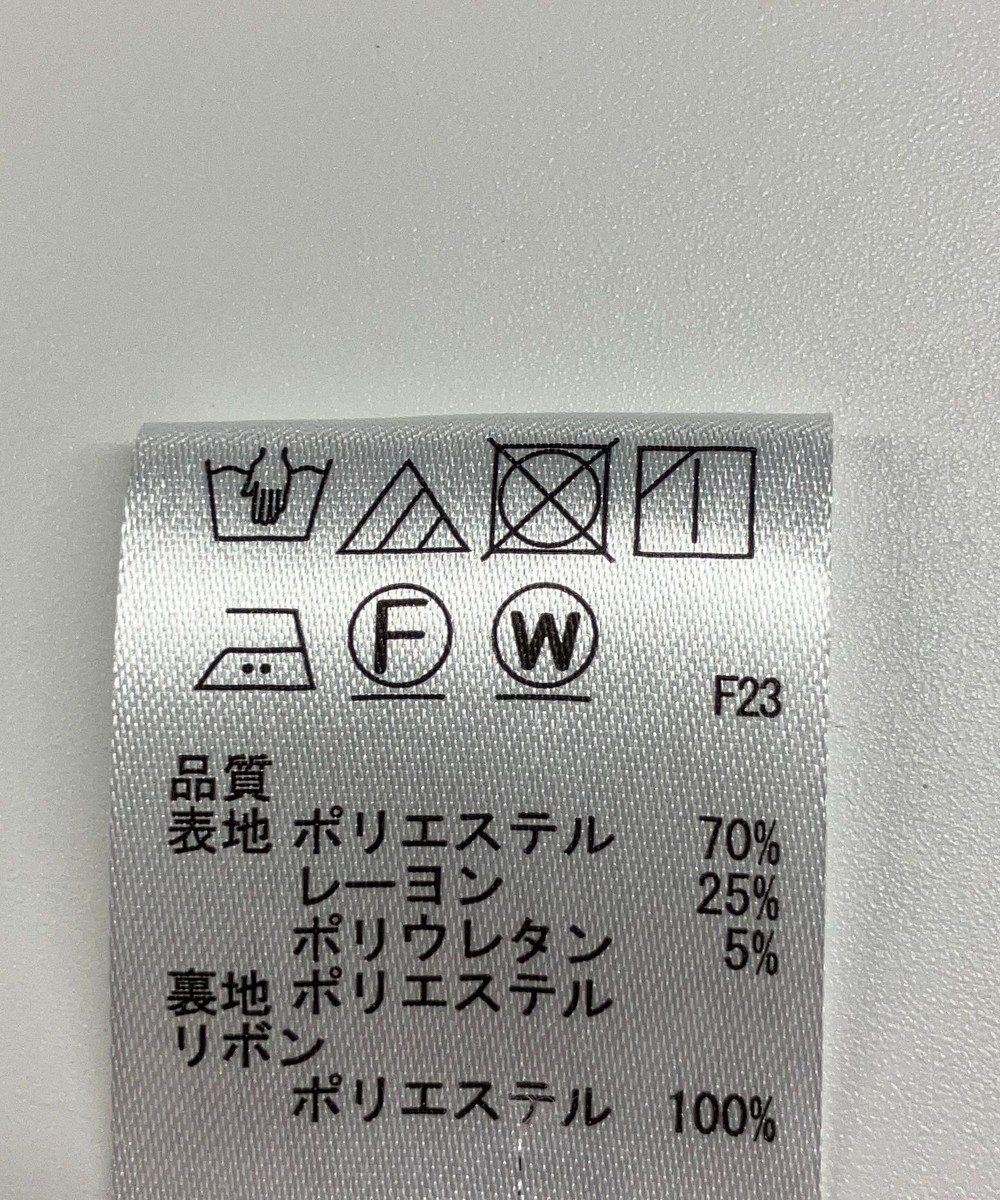 F W
F23
品質
表地 ポリエステル 70%
レーヨン 25%
ポリウレタン 5%
裏地 ポリエステル
リボン
ポリエステル 100%